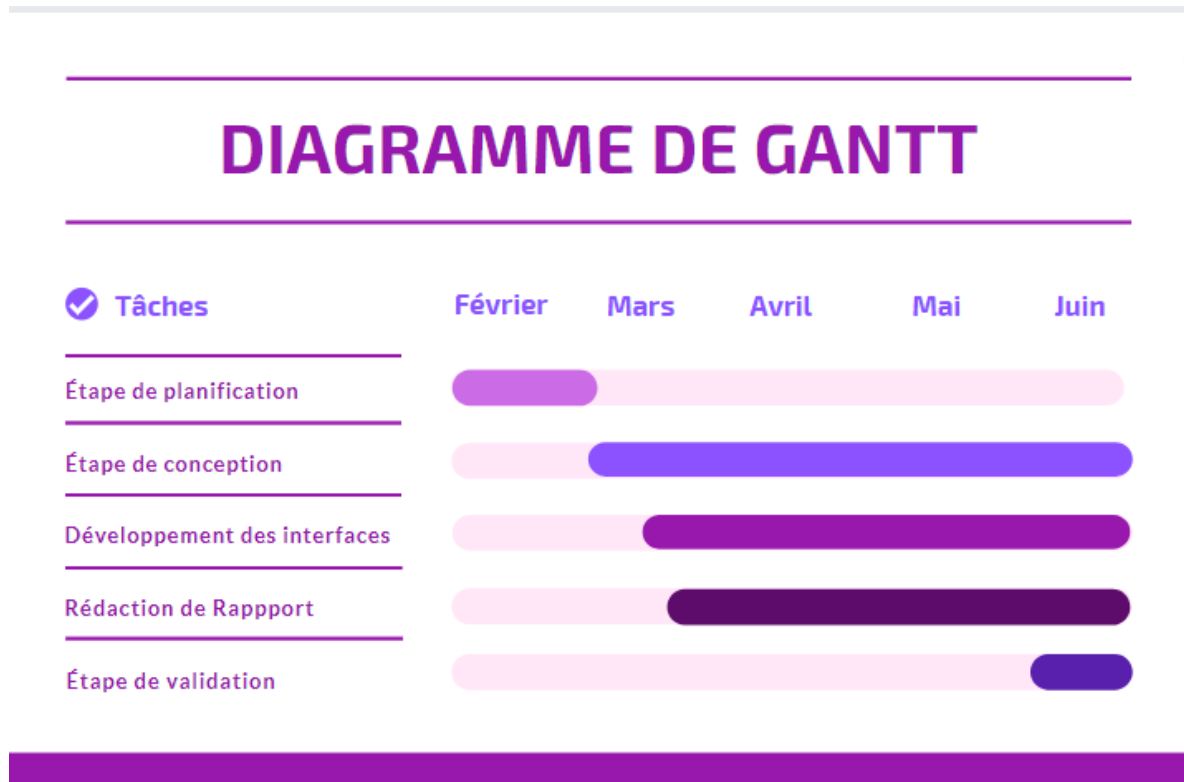 DIAGRAMME DE GANTT
Tâches Février Mars Avril Mai Juin
Étape de planification
Étape de conception
Développement des interfaces
Rédaction de Rappport
Étape de validation